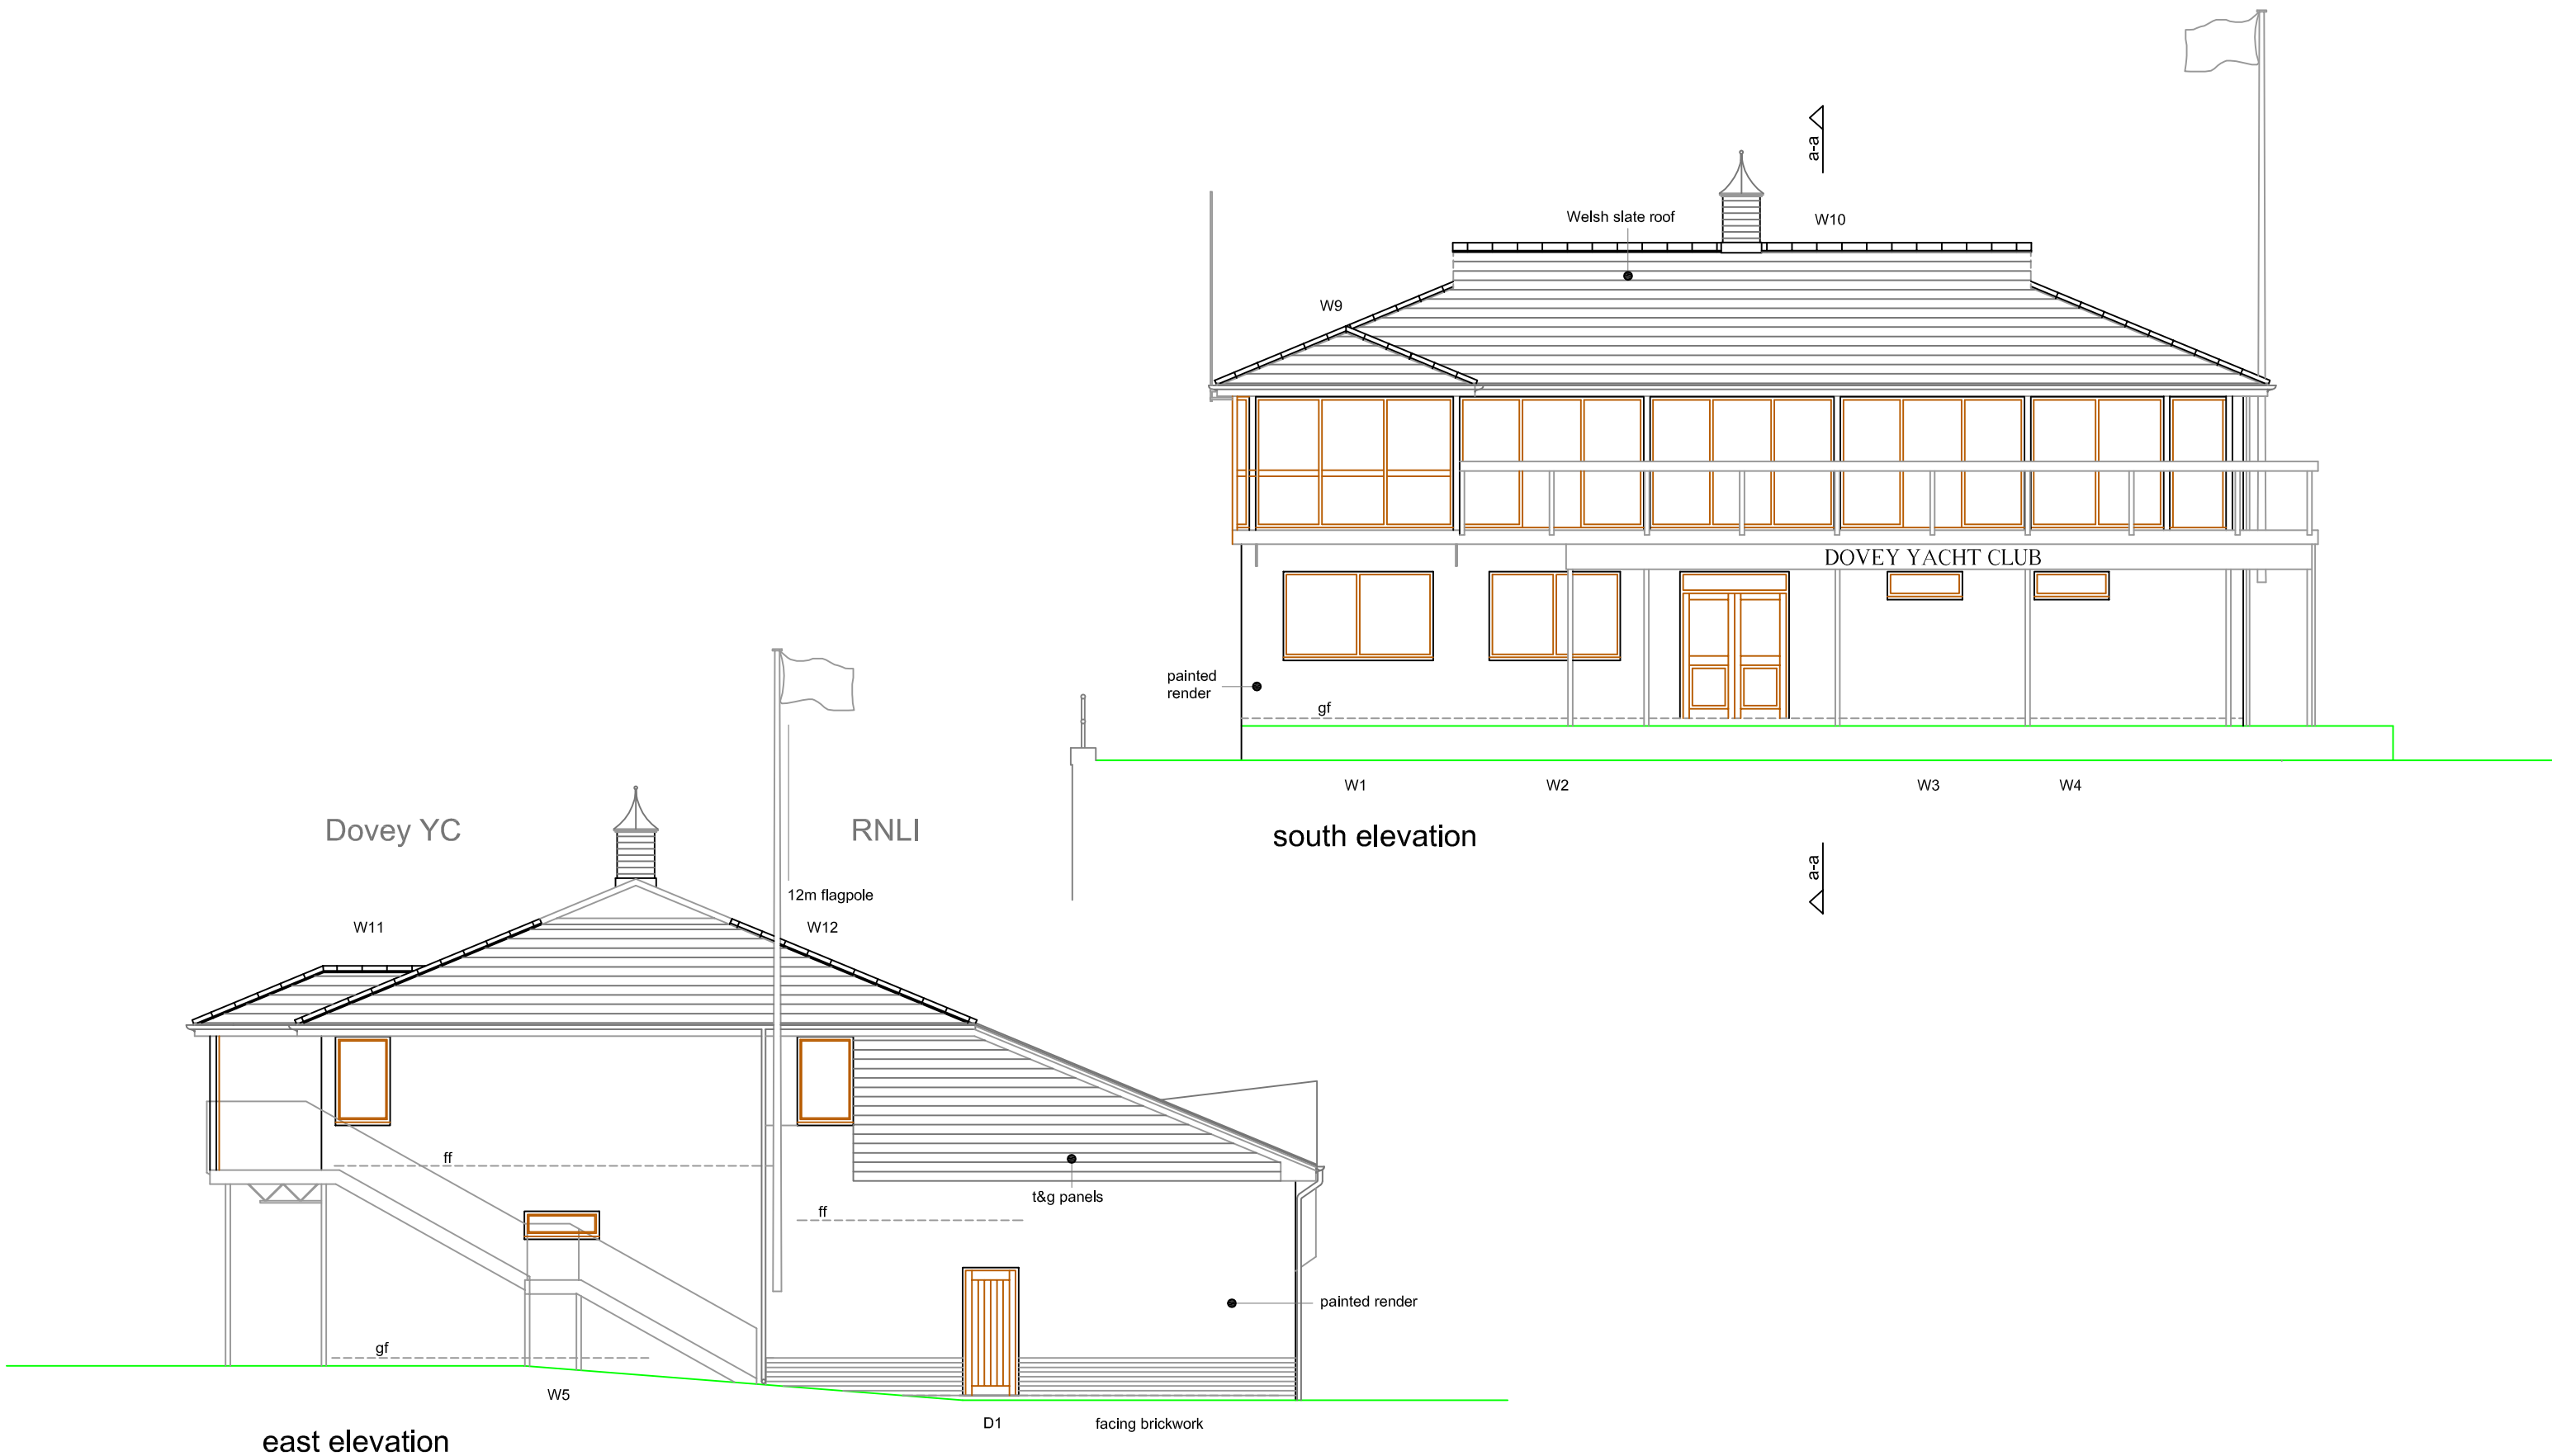 a-a
Welsh slate roof
W10
W9
DOVEY YACHT CLUB
painted
render
gf
W1
W2
W3
W4
south elevation
a-a
Dovey YC
RNLI
12m flagpole
W11
W12
ff
t&g panels
ff
painted render
gf
W5
D1
facing brickwork
east elevation